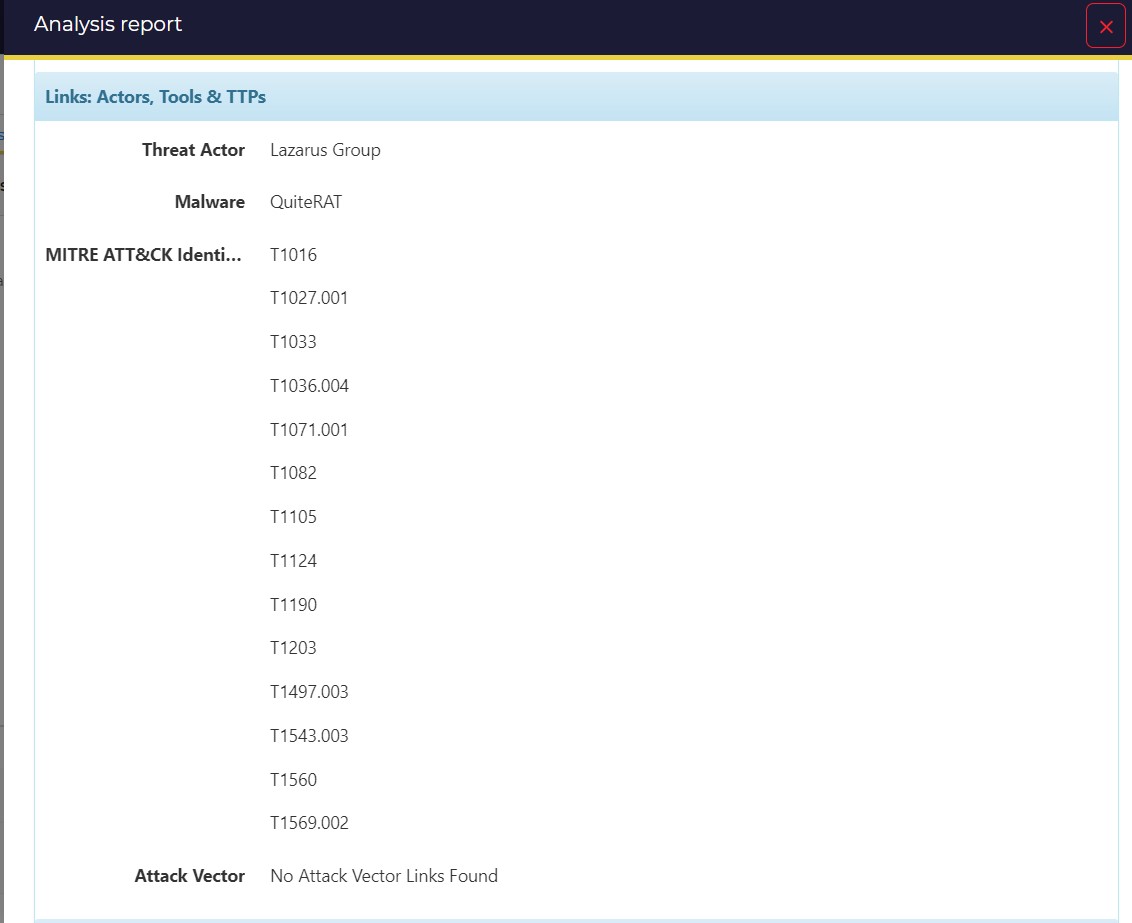 Analysis report
Links: Actors, Tools & TTPs
Threat Actor Lazarus Group
Malware QuiteRAT
MITRE ATT&CK Identi... T1016
T1027.001
T1033
T1036.004
T1071.001
T1082
T1105
T1124
T1190
T1203
T1497.003
T1543.003
T1560
T1569.002
Attack Vector No Attack Vector Links Found